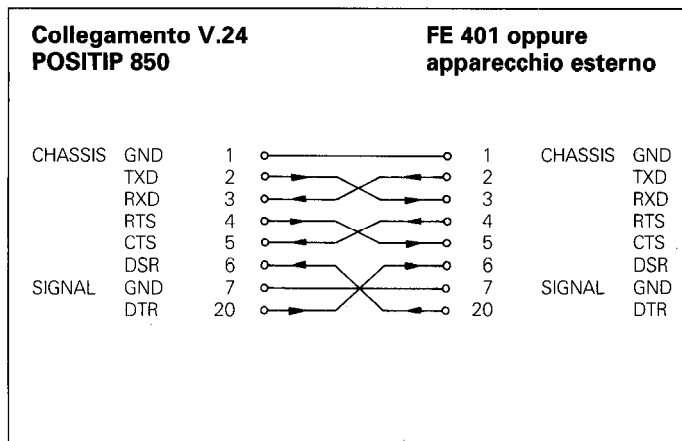 Collegamento V.24
POSITIP 850
FE 401 oppure
apparecchio esterno
CHASSIS GND 1 1 CHASSIS GND
TXD 2 2 TXD
RXD 3 3 RXD
RTS 4 4 RTS
CTS 5 5 CTS
DSR 6 6 DSR
SIGNAL GND 7 7 SIGNAL GND
DTR 20 20 DTR